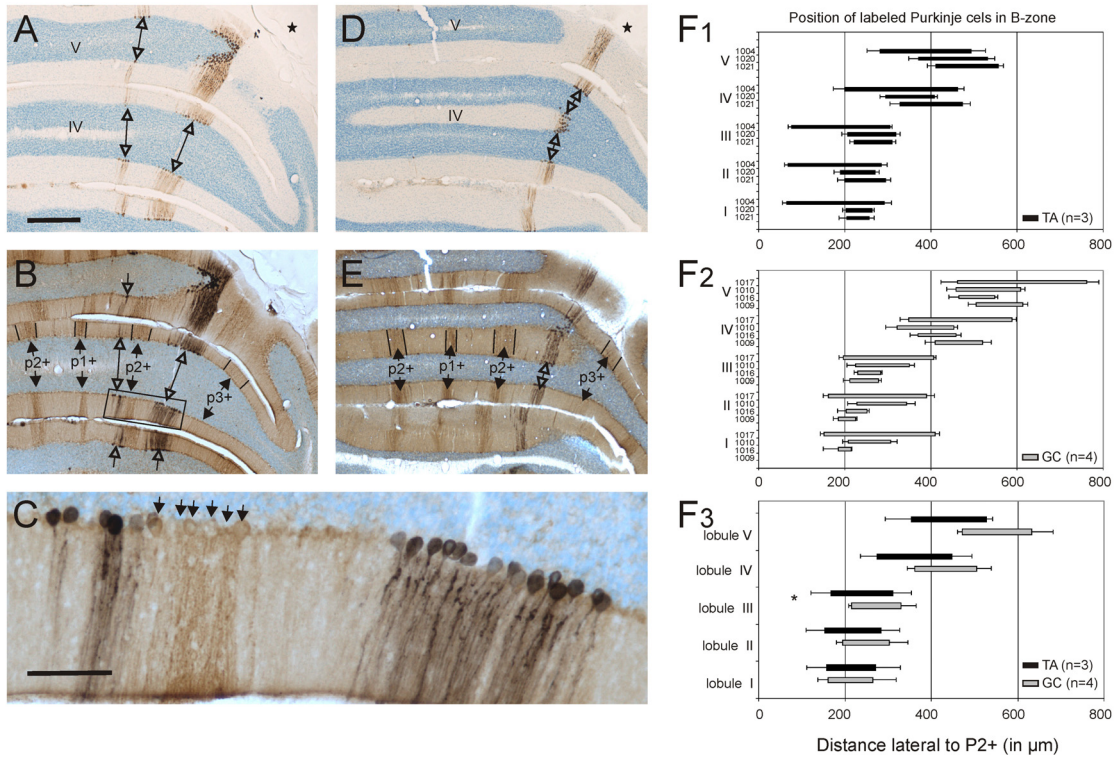 A
V
IV
D
V
IV
B
p2+
p1+
p2+
p3+
E
p2+
p1+
p2+
p3+
C
F1
Position of labeled Purkinje cels in B-zone
V
1004
1020
1021
IV
1004
1020
1021
III
1004
1020
1021
II
1004
1020
1021
I
1004
1020
1021
TA (n=3)
0 200 400 600 800
F2
V
1017
1010
1016
1009
IV
1017
1010
1016
1009
III
1017
1010
1016
1009
II
1017
1010
1016
1009
I
1017
1010
1016
1009
GC (n=4)
0 200 400 600 800
F3
lobule V
lobule IV
lobule III *
lobule II
lobule I
TA (n=3)
GC (n=4)
0 200 400 600 800
Distance lateral to P2+ (in µm)